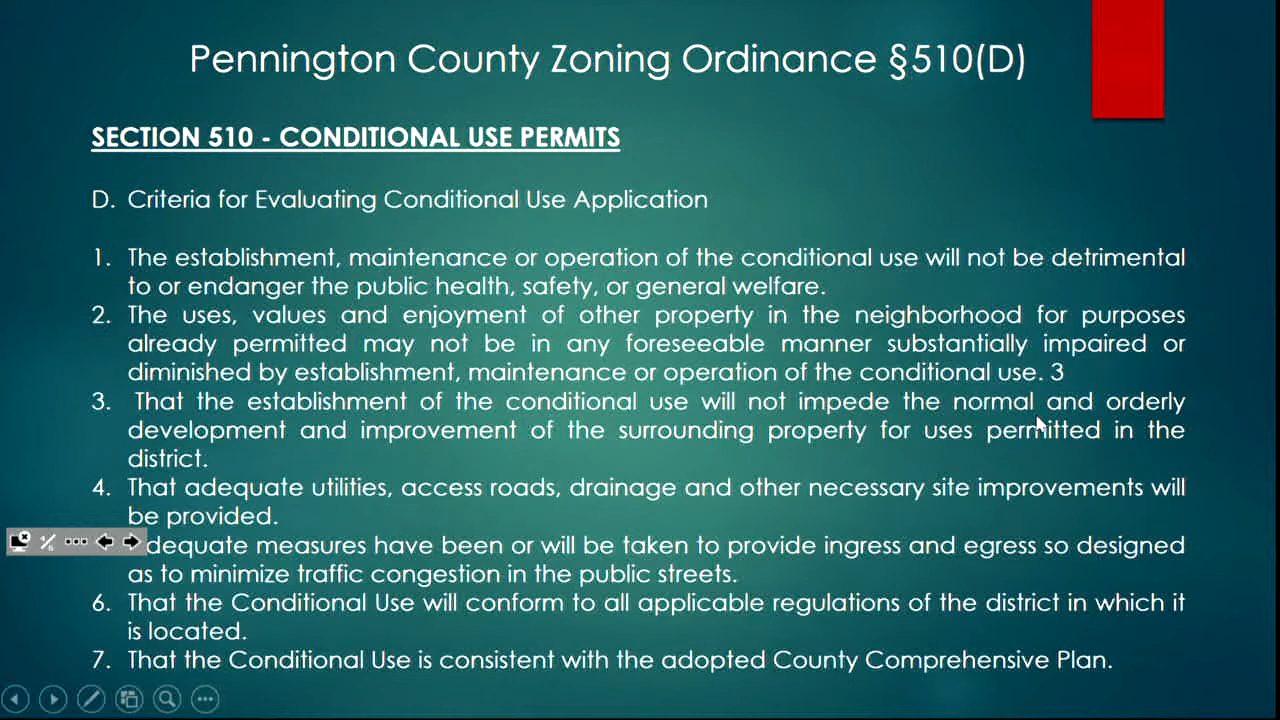 Pennington County Zoning Ordinance §510(D)
SECTION 510 - CONDITIONAL USE PERMITS
D. Criteria for Evaluating Conditional Use Application
1. The establishment, maintenance or operation of the conditional use will not be detrimental
to or endanger the public health, safety, or general welfare.
2. The uses, values and enjoyment of other property in the neighborhood for purposes
already permitted may not be in any foreseeable manner substantially impaired or
diminished by establishment, maintenance or operation of the conditional use. 3
3. That the establishment of the conditional use will not impede the normal and orderly
development and improvement of the surrounding property for uses permitted in the
district.
4. That adequate utilities, access roads, drainage and other necessary site improvements will
be provided.
dequate measures have been or will be taken to provide ingress and egress so designed
as to minimize traffic congestion in the public streets.
6. That the Conditional Use will conform to all applicable regulations of the district in which it
is located.
7. That the Conditional Use is consistent with the adopted County Comprehensive Plan.